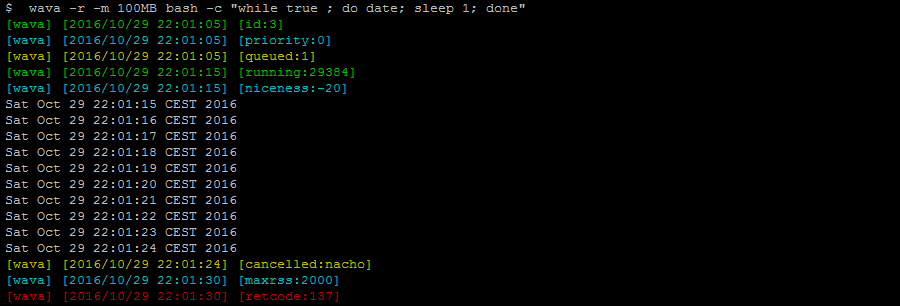 $  wava -r -m 100MB bash -c "while true ; do date; sleep 1; done"
[wava] [2016/10/29 22:01:05] [id:3]
[wava] [2016/10/29 22:01:05] [priority:0]
[wava] [2016/10/29 22:01:05] [queued:1]
[wava] [2016/10/29 22:01:15] [running:29384]
[wava] [2016/10/29 22:01:15] [niceness:-20]
Sat Oct 29 22:01:15 CEST 2016
Sat Oct 29 22:01:16 CEST 2016
Sat Oct 29 22:01:17 CEST 2016
Sat Oct 29 22:01:18 CEST 2016
Sat Oct 29 22:01:19 CEST 2016
Sat Oct 29 22:01:20 CEST 2016
Sat Oct 29 22:01:21 CEST 2016
Sat Oct 29 22:01:22 CEST 2016
Sat Oct 29 22:01:23 CEST 2016
Sat Oct 29 22:01:24 CEST 2016
[wava] [2016/10/29 22:01:24] [cancelled:nacho]
[wava] [2016/10/29 22:01:30] [maxrss:2000]
[wava] [2016/10/29 22:01:30] [retcode:137]